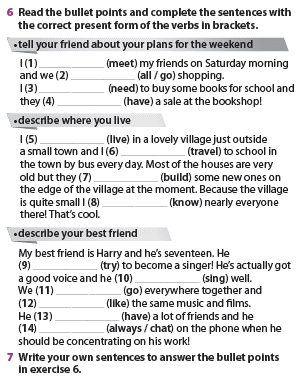 6 Read the bullet points and complete the sentences with
the correct present form of the verbs in brackets.
• tell your friend about your plans for the weekend
I (1) ____________ (meet) my friends on Saturday morning
and we (2) ____________ (all / go) shopping.
I (3) ____________ (need) to buy some books for school and
they (4) ____________ (have) a sale at the bookshop!
• describe where you live
I (5) ____________ (live) in a lovely village just outside
a small town and I (6) ____________ (travel) to school in
the town by bus every day. Most of the houses are very
old but they (7) ____________ (build) some new ones on
the edge of the village at the moment. Because the village
is quite small I (8) ____________ (know) nearly everyone
there! That's cool.
• describe your best friend
My best friend is Harry and he's seventeen. He
(9) ____________ (try) to become a singer! He's actually got
a good voice and he (10) ____________ (sing) well.
We (11) ____________ (go) everywhere together and
(12) ____________ (like) the same music and films.
He (13) ____________ (have) a lot of friends and he
(14) ____________ (always / chat) on the phone when he
should be concentrating on his work!
7 Write your own sentences to answer the bullet points
in exercise 6.